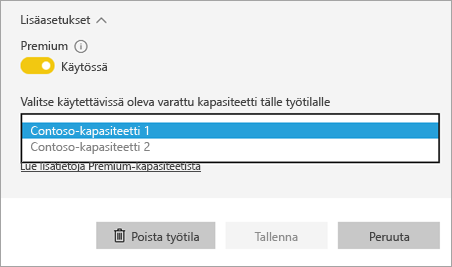 Lisäasetukset
Premium
Käytössä
Valitse käytettävissä oleva varattu kapasiteetti tälle työtilalle
Contoso-kapasiteetti 1
Contoso-kapasiteetti 2
Lue lisätietoja Premium-kapasiteetista
Poista työtila Tallenna Peruuta